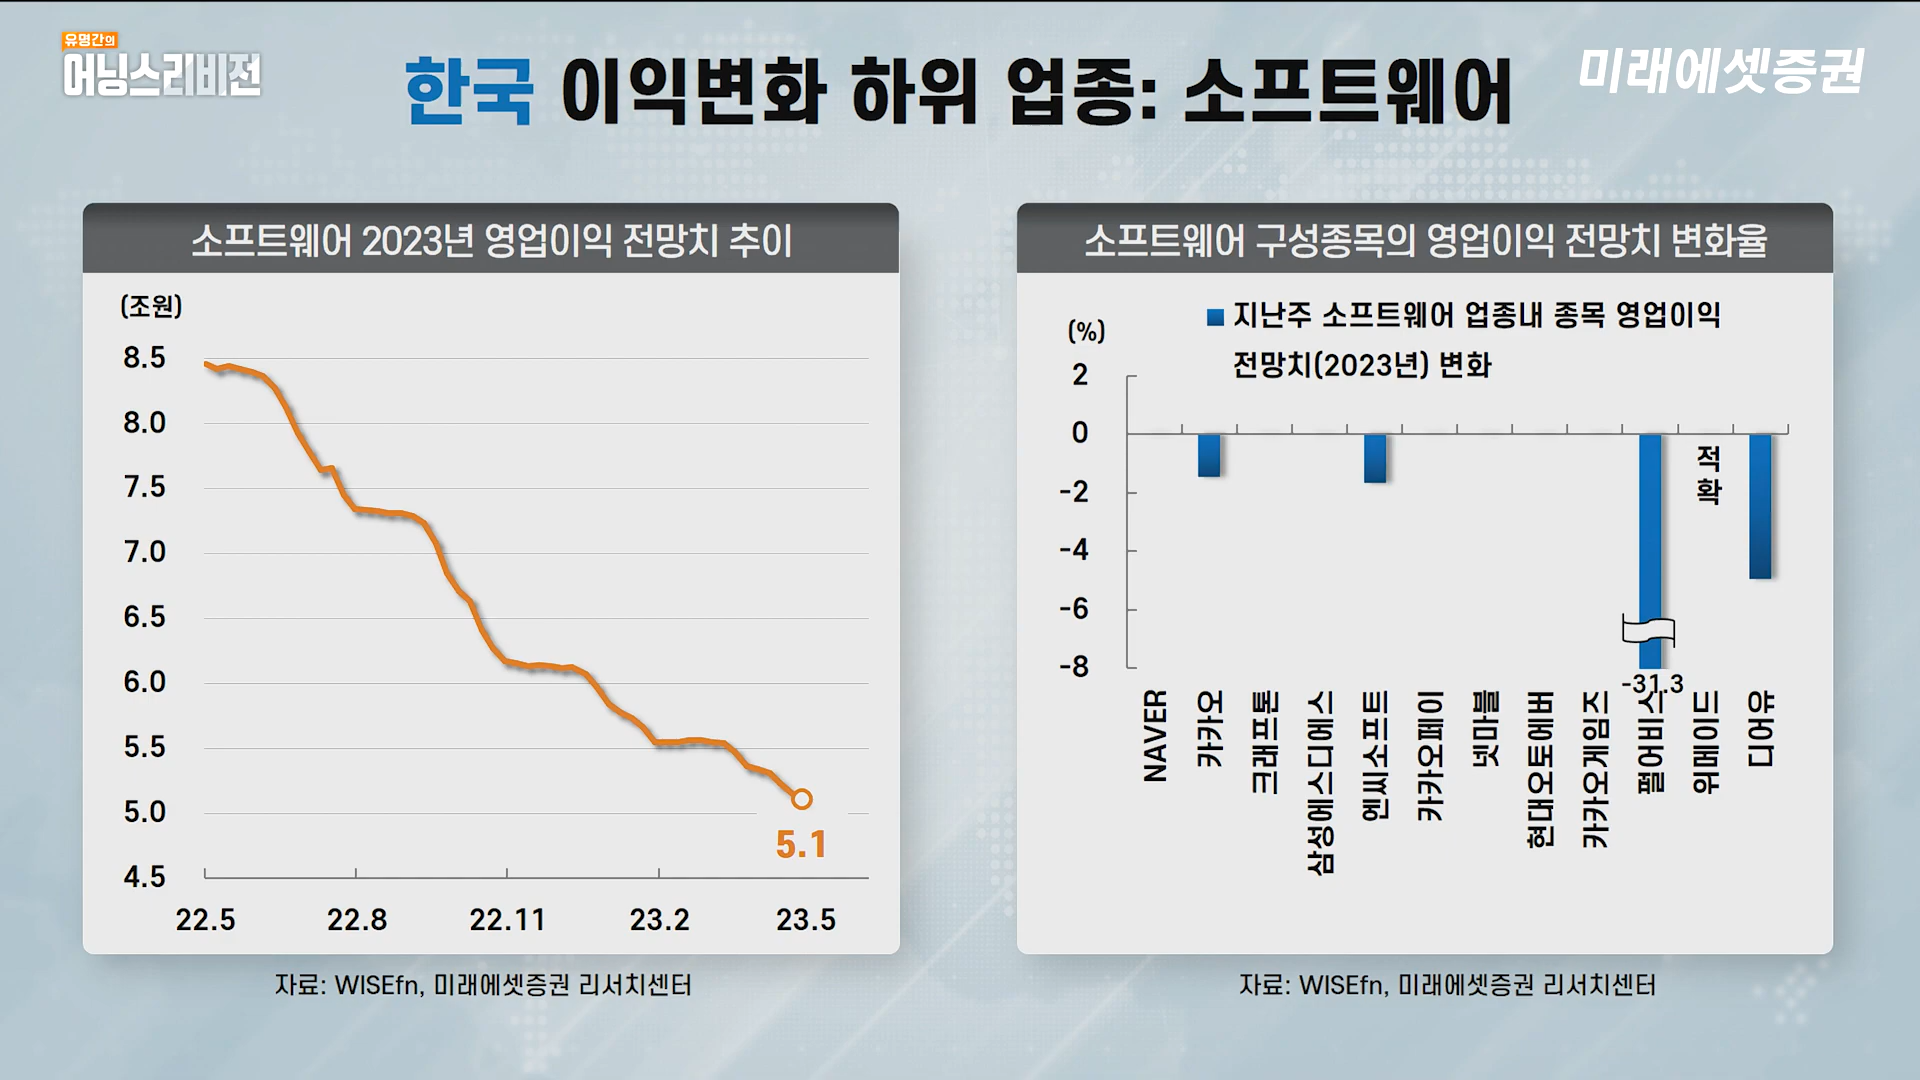 유명간의
어닝스리비전
한국 이익변화 하위 업종: 소프트웨어
미래에셋증권
소프트웨어 2023년 영업이익 전망치 추이
(조원)
8.5
8.0
7.5
7.0
6.5
6.0
5.5
5.0
4.5
5.1
22.5
22.8
22.11
23.2
23.5
자료: WISEfn, 미래에셋증권 리서치센터
소프트웨어 구성종목의 영업이익 전망치 변화율
지난주 소프트웨어 업종내 종목 영업이익
전망치(2023년) 변화
(%)
2
0
-2
-4
-6
-8
적
확
-31.3
NAVER
카카오
크래프톤
삼성에스디에스
엔씨소프트
카카오페이
넷마블
현대오토에버
카카오게임즈
펄어비스
위메이드
디어유
자료: WISEfn, 미래에셋증권 리서치센터